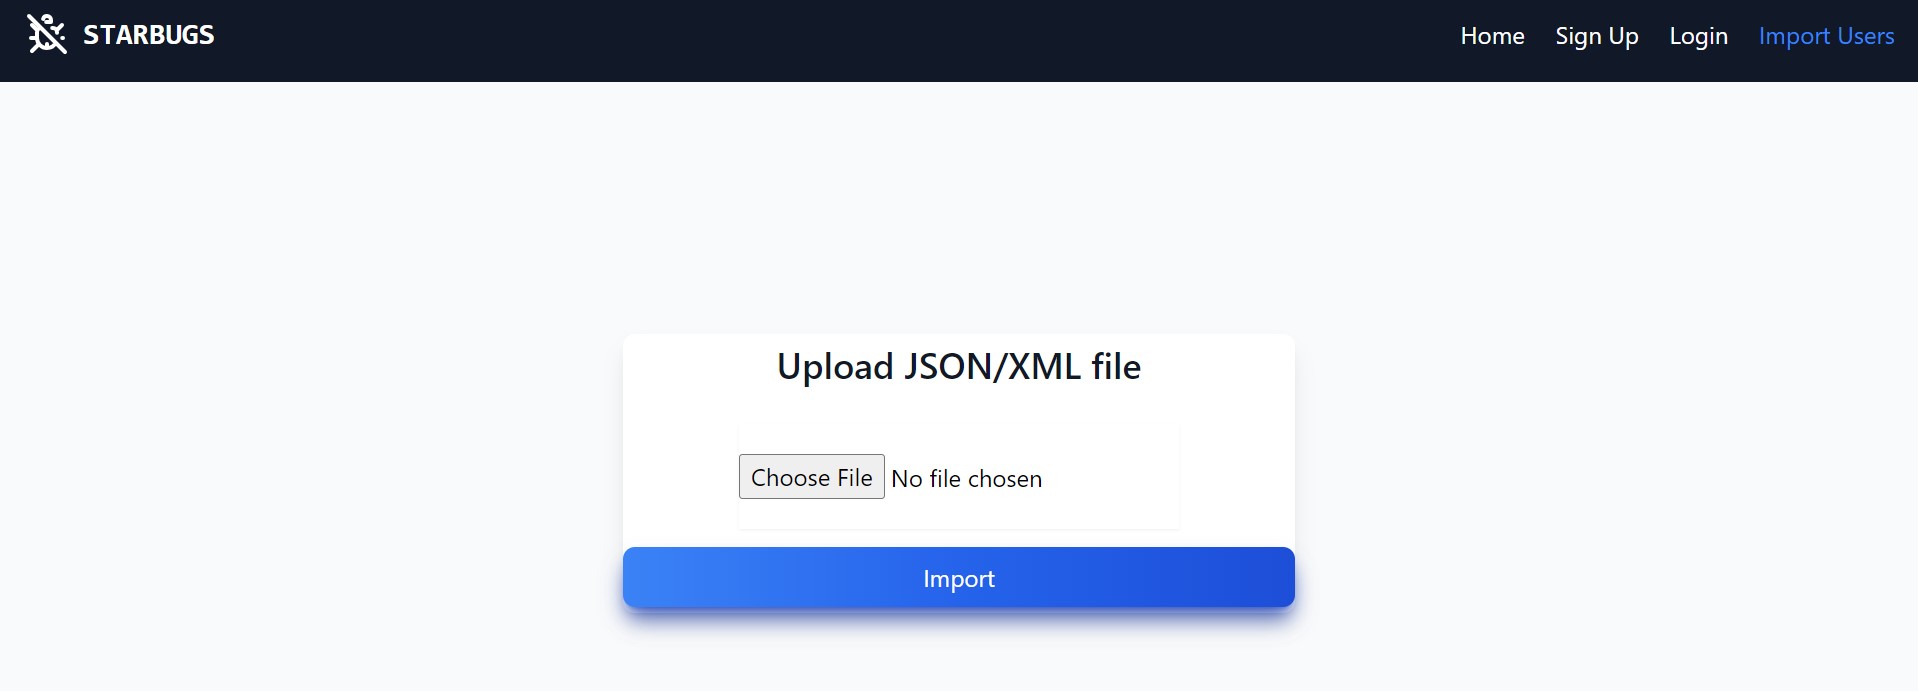 STARBUGS
Home Sign Up Login Import Users
Upload JSON/XML file
Choose File No file chosen
Import